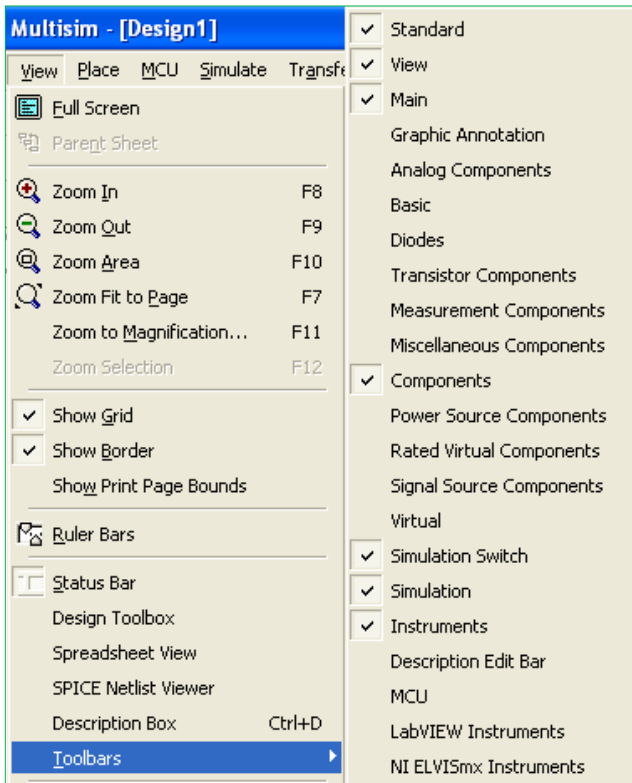 Multisim - [Design1]
View Place MCU Simulate Transfe
Full Screen
Parent Sheet
Zoom In F8
Zoom Out F9
Zoom Area F10
Zoom Fit to Page F7
Zoom to Magnification... F11
Zoom Selection F12
Show Grid
Show Border
Show Print Page Bounds
Ruler Bars
Status Bar
Design Toolbox
Spreadsheet View
SPICE Netlist Viewer
Description Box Ctrl+D
Toolbars
Standard
View
Main
Graphic Annotation
Analog Components
Basic
Diodes
Transistor Components
Measurement Components
Miscellaneous Components
Components
Power Source Components
Rated Virtual Components
Signal Source Components
Virtual
Simulation Switch
Simulation
Instruments
Description Edit Bar
MCU
LabVIEW Instruments
NI ELVISmx Instruments